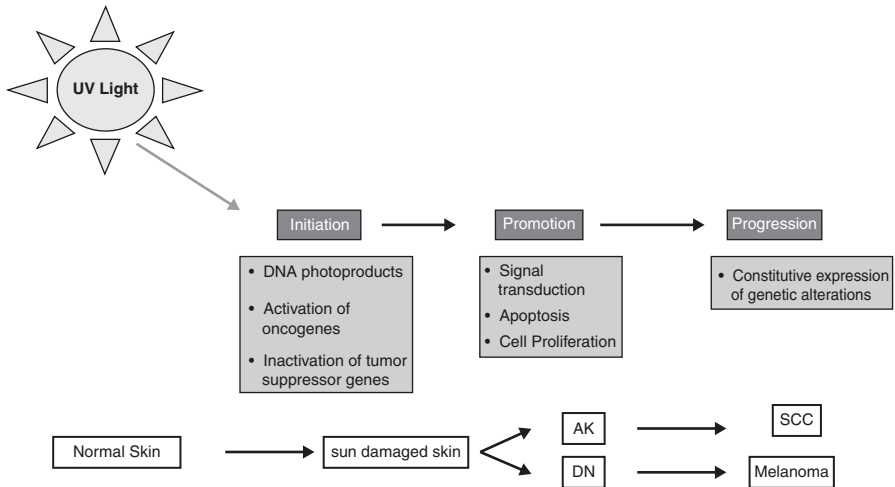 UV Light
Initiation
Promotion
Progression
• DNA photoproducts
• Activation of
oncogenes
• Inactivation of tumor
suppressor genes
• Signal
transduction
• Apoptosis
• Cell Proliferation
• Constitutive expression
of genetic alterations
Normal Skin
sun damaged skin
AK
SCC
DN
Melanoma